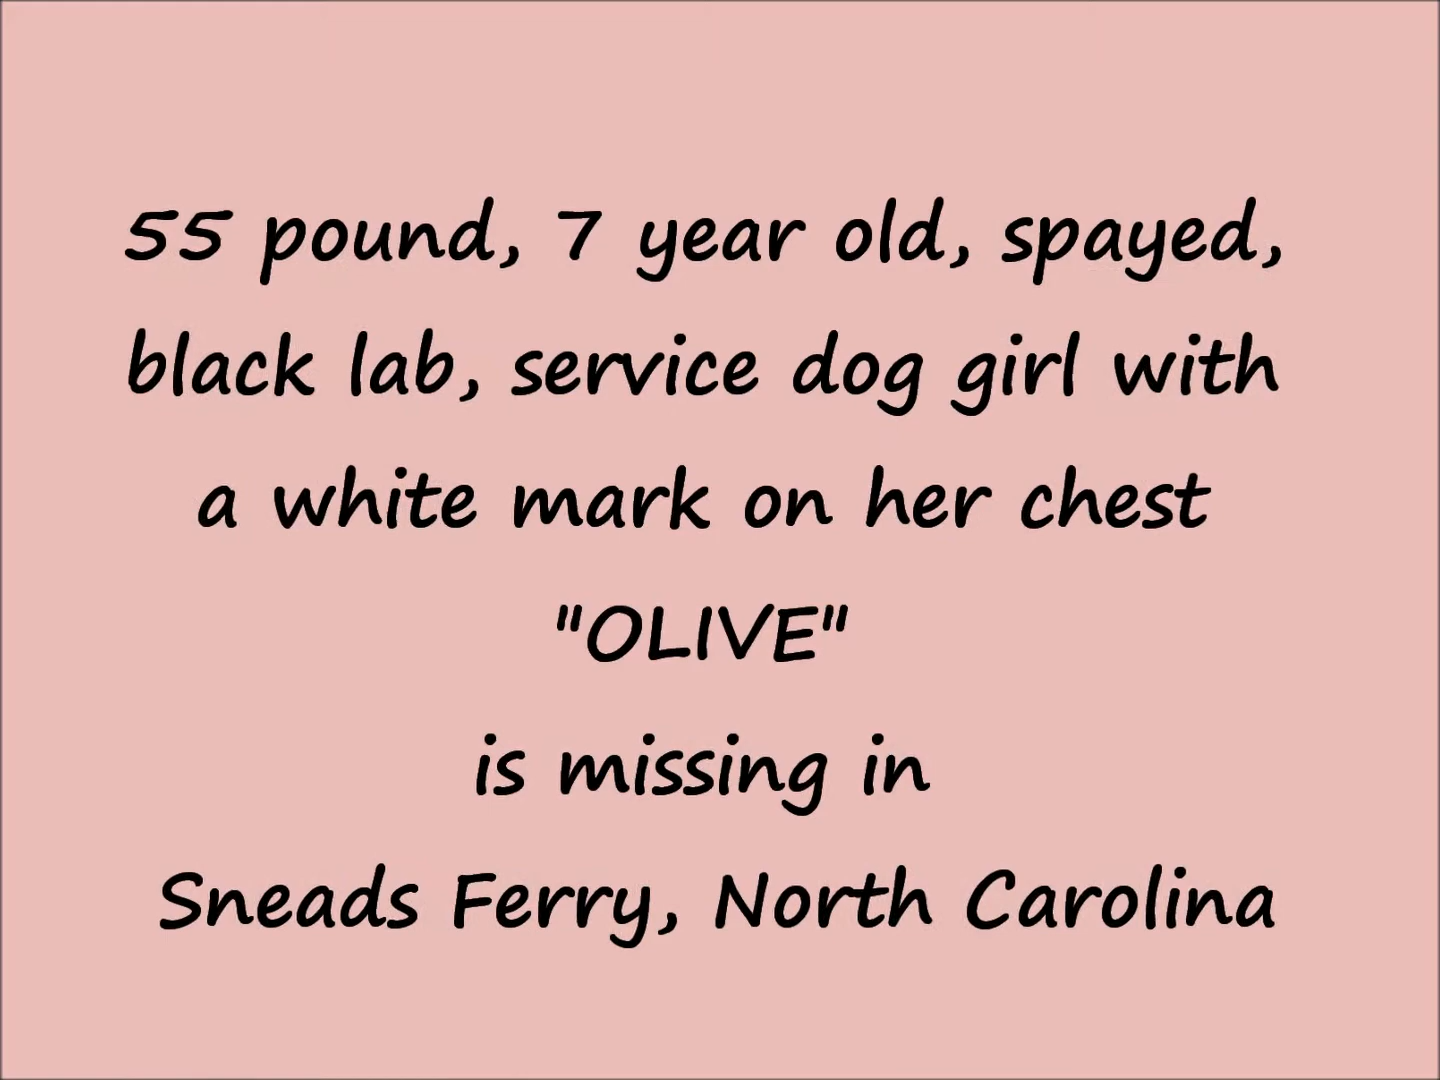 55 pound, 7 year old, spayed,
black lab, service dog girl with
a white mark on her chest
"OLIVE"
is missing in
Sneads Ferry, North Carolina